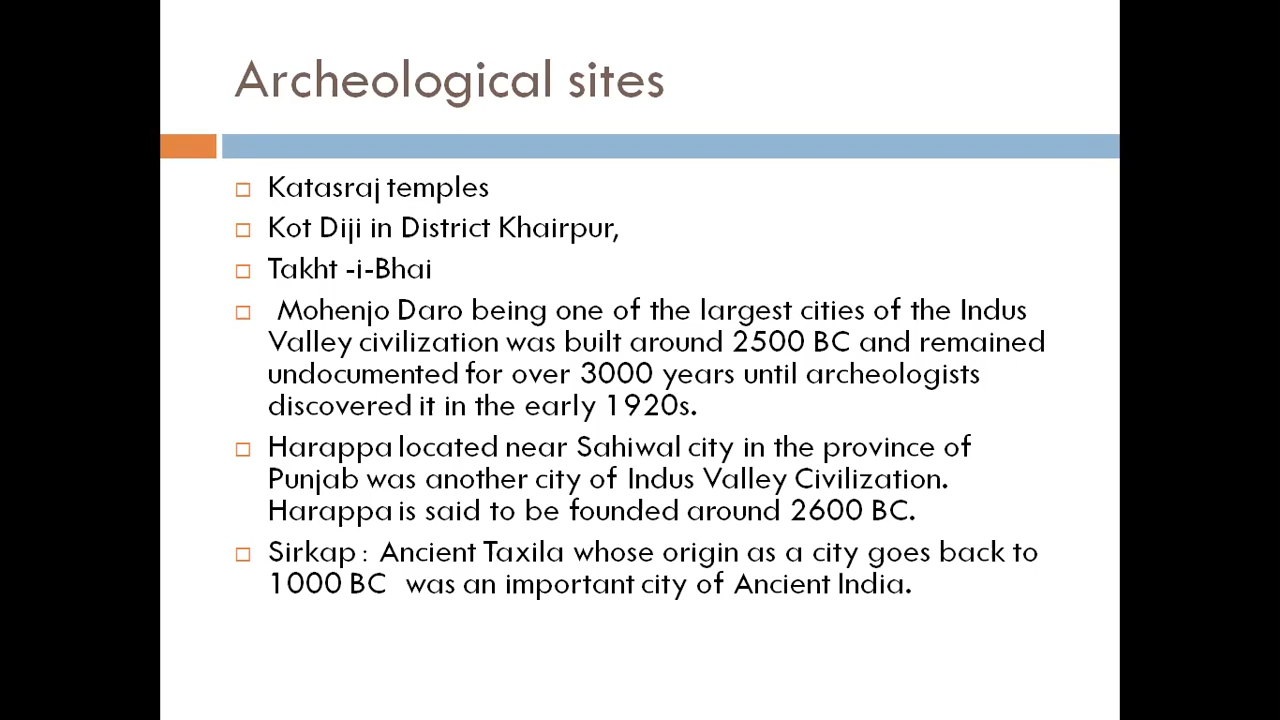 Archeological sites
Katasraj temples
Kot Diji in District Khairpur,
Takht -i-Bhai
Mohenjo Daro being one of the largest cities of the Indus
Valley civilization was built around 2500 BC and remained
undocumented for over 3000 years until archeologists
discovered it in the early 1920s.
Harappa located near Sahiwal city in the province of
Punjab was another city of Indus Valley Civilization.
Harappa is said to be founded around 2600 BC.
Sirkap : Ancient Taxila whose origin as a city goes back to
1000 BC was an important city of Ancient India.